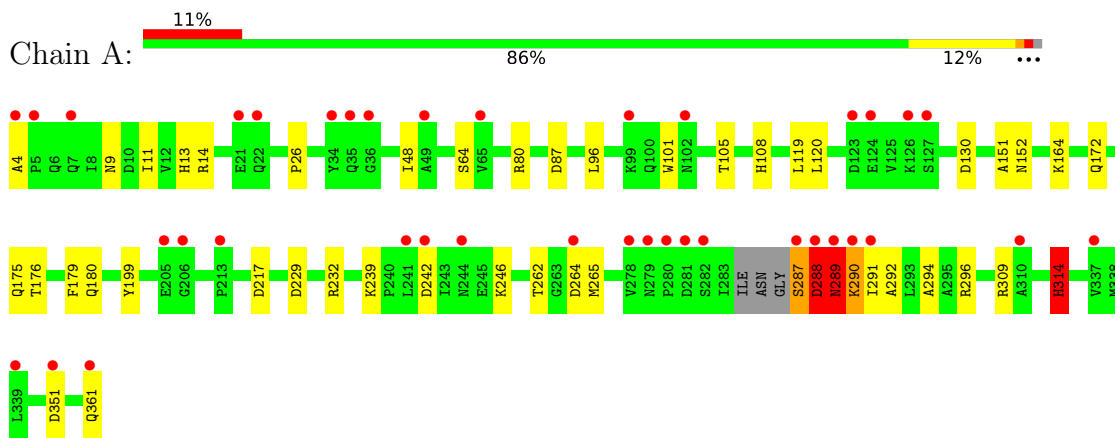 11%
Chain A:
86% 12% •••
A4 P5 Q6 Q7 I8 N9 D10 I11 V12 H13 R14 E21 Q22 P26 Y34 Q35 G36 I48 A49 S64 V65 R80 D87 L96 K99 Q100 W101 N102 T105 H108 L119 L120 D123 E124 V125 K126 S127 D130 A151 N152 K164 Q172
Q175 T176 F179 Q180 Y199 E205 G206 P213 D217 D229 R232 K239 P240 L241 D242 I243 N244 E245 K246 T262 G263 D264 M265 V278 N279 P280 D281 S282 I283 ILE ASN GLY S287 D288 N289 K290 I291 A292 L293 A294 A295 R296 R309 A310 H314 V337 M338
L339 D351 Q361